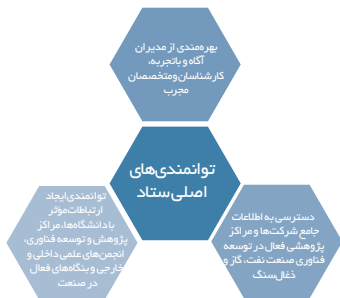 بهره‌مندی از مدیران
آگاه و باتجربه،
کارشناسان ومتخصصان
مجرب
توانمندی‌های
اصلی ستاد
توانمندی ایجاد
ارتباطات مؤثر
با دانشگاه‌ها، مراکز
پژوهش و توسعه فناوری،
انجمن‌های علمی داخلی و
خارجی و بنگاه‌های فعال
در صنعت
دسترسی به اطلاعات
جامع شرکت‌ها و مراکز
پژوهشی فعال در توسعه
فناوری صنعت نفت، گاز و
ذغال‌سنگ